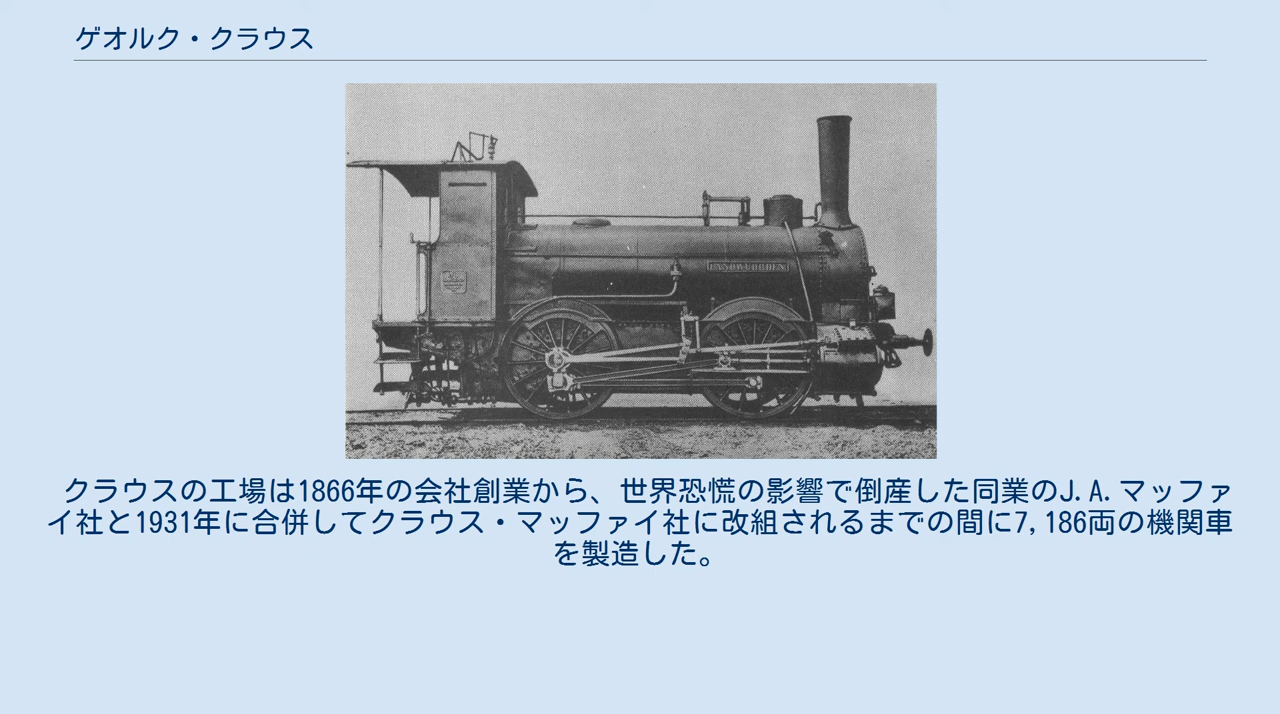 ゲオルク・クラウス
LANDWÜHRDEN
クラウスの工場は1866年の会社創業から、世界恐慌の影響で倒産した同業のJ.A.マッファ
イ社と1931年に合併してクラウス・マッファイ社に改組されるまでの間に7,186両の機関車
を製造した。